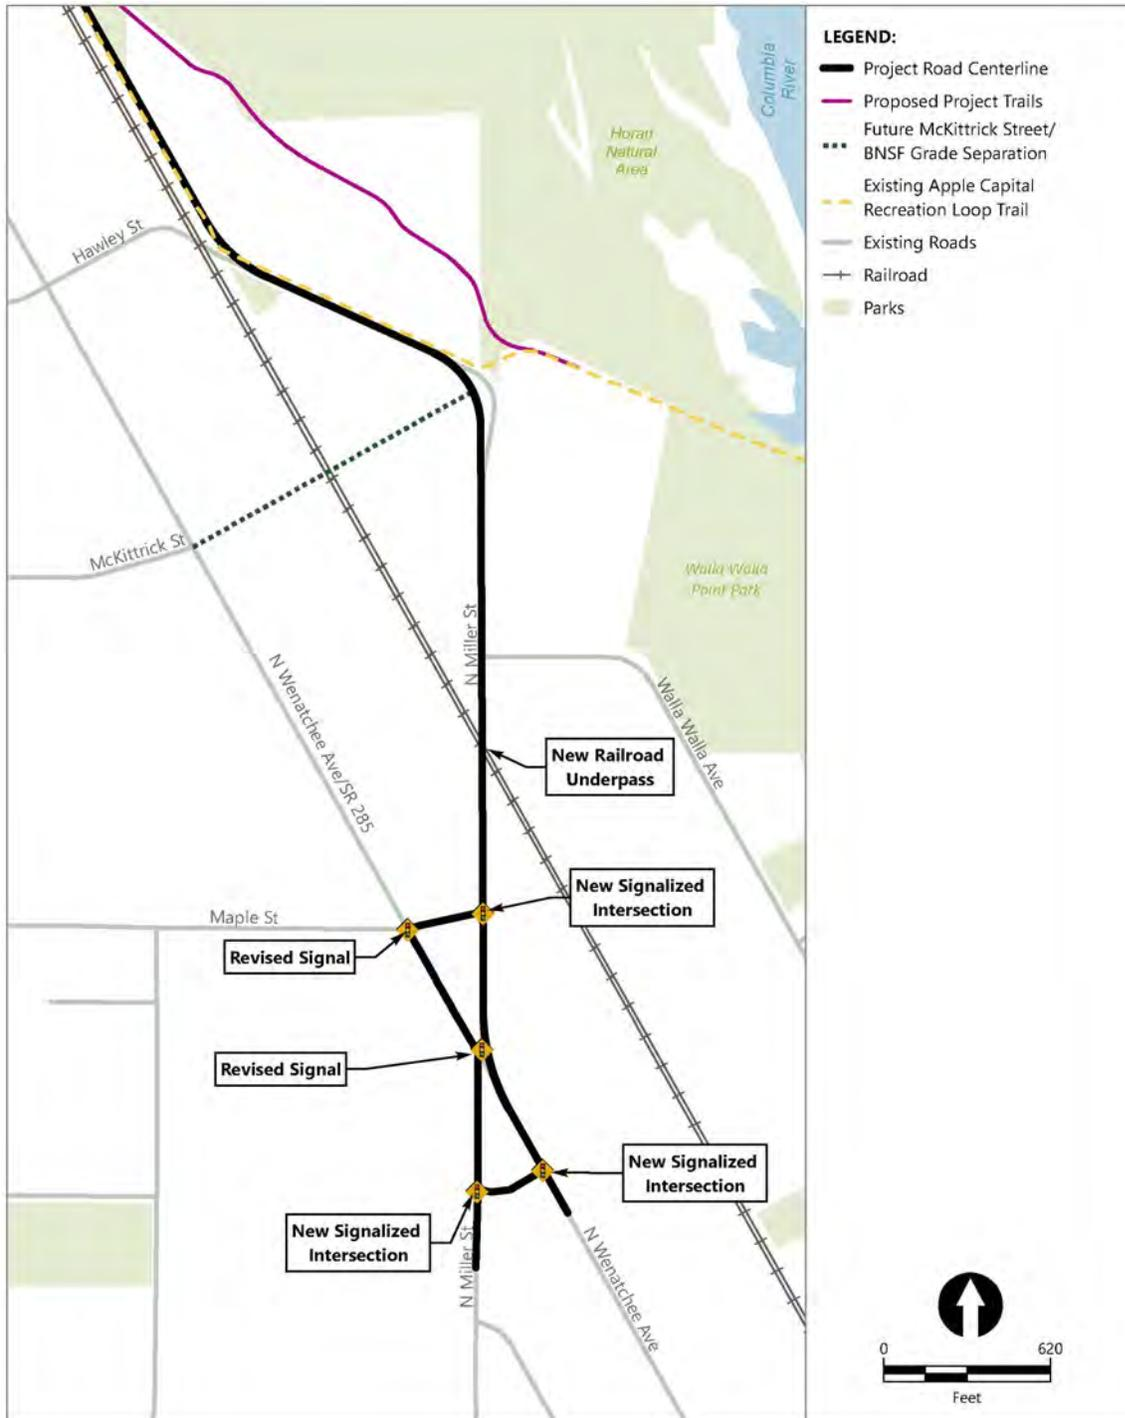 LEGEND:
Project Road Centerline
Proposed Project Trails
Future McKittrick Street/
BNSF Grade Separation
Existing Apple Capital
Recreation Loop Trail
Existing Roads
Railroad
Parks
Columbia
River
Horan
Natural
Area
Hawley St
McKittrick St
Walla Walla
Point Park
N Miller St
N Wenatchee Ave/SR 285
Walla Walla Ave
New Railroad
Underpass
New Signalized
Intersection
Maple St
Revised Signal
Revised Signal
New Signalized
Intersection
New Signalized
Intersection
N Miller St
N Wenatchee Ave
0 620
Feet